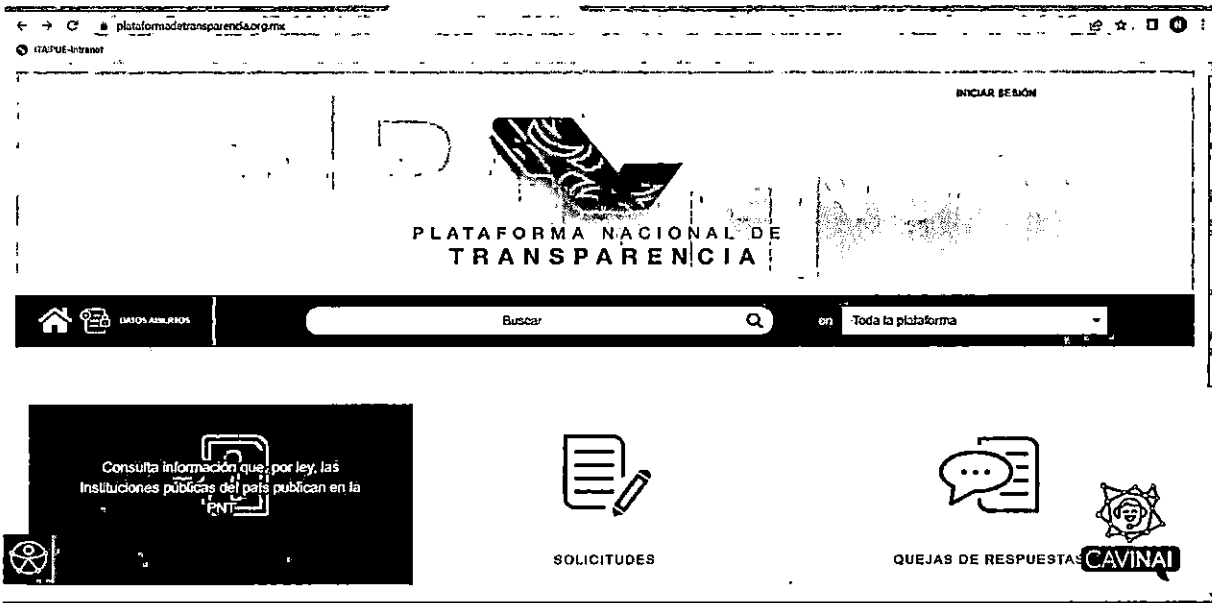 plataformadetransparencia.org.mx
ITAIPUE-Intranet
INICIAR SESIÓN
PLATAFORMA NACIONAL DE
TRANSPARENCIA
DATOS ABIERTOS
Buscar
en
Toda la plataforma
Consulta información que, por ley, las
Instituciones públicas del país publican en la
PNT
SOLICITUDES
QUEJAS DE RESPUESTAS
CAVINAI